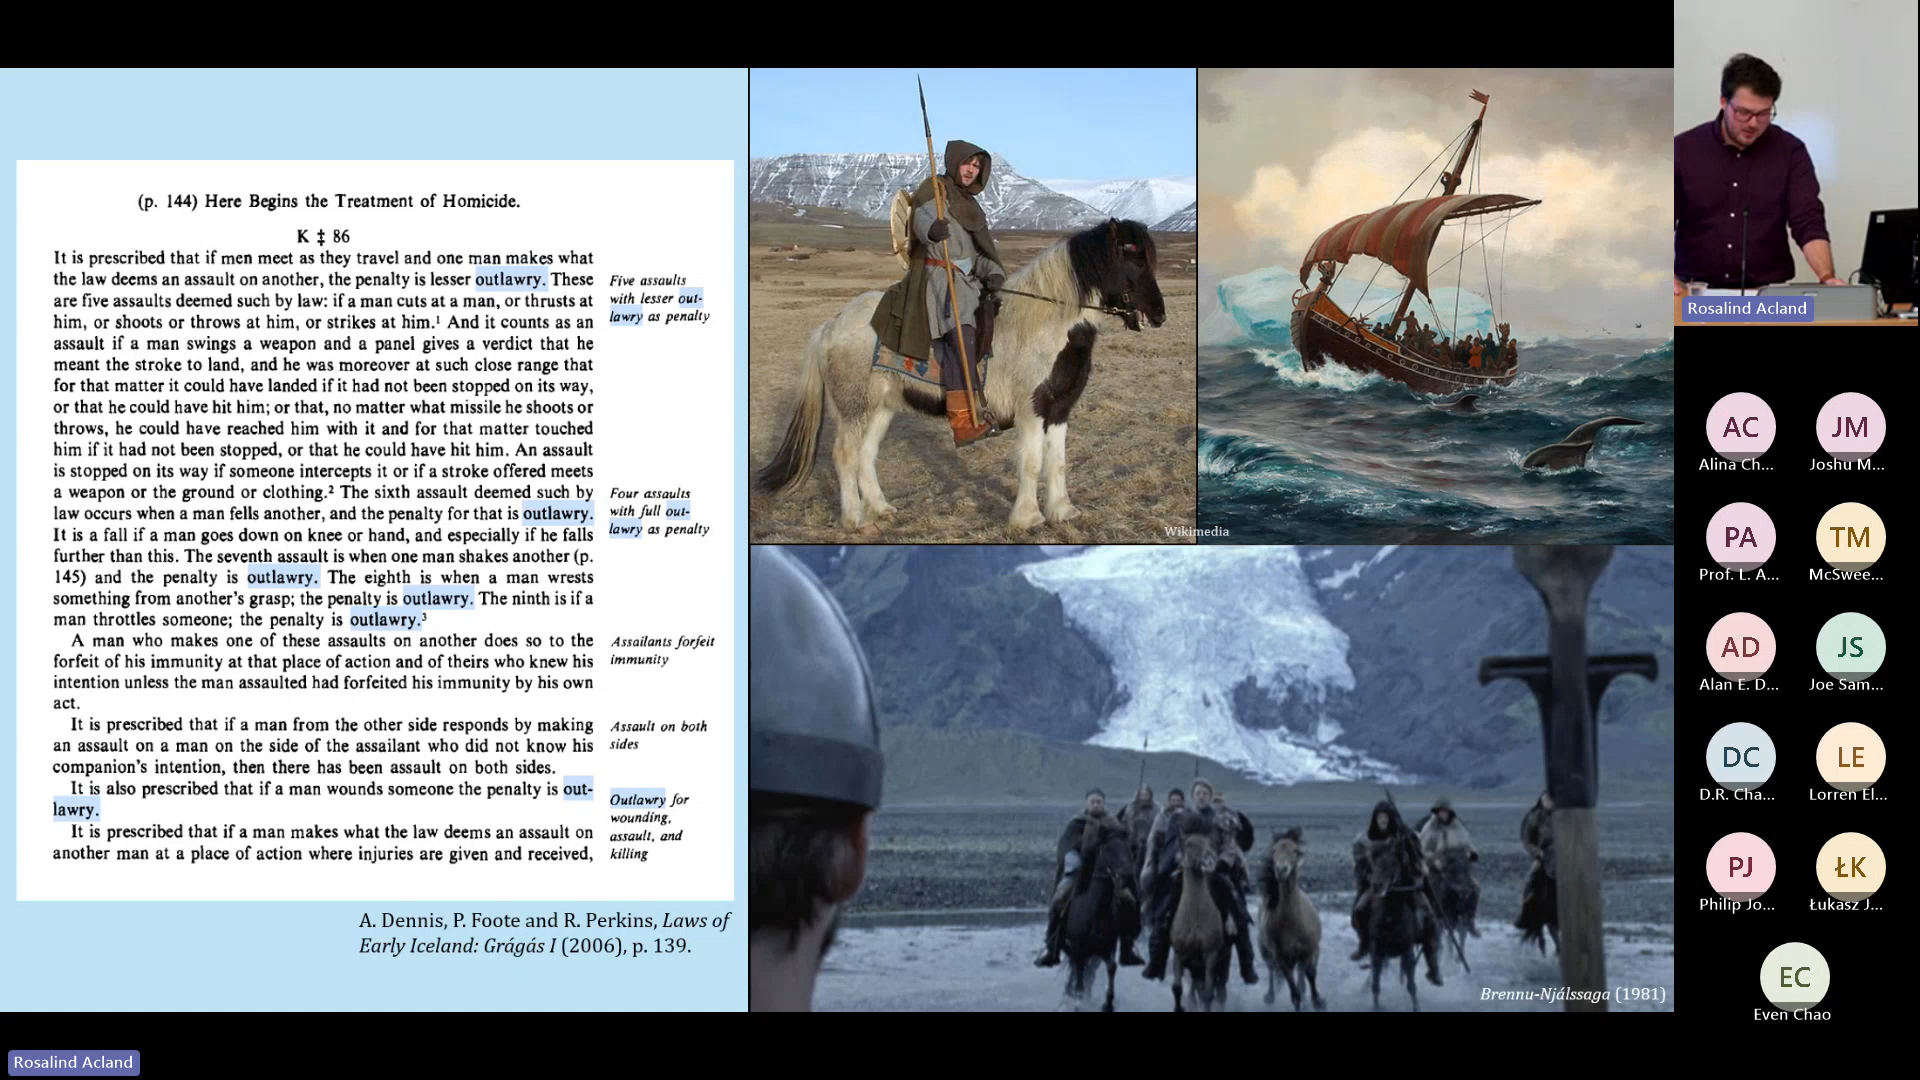 (p. 144) Here Begins the Treatment of Homicide.
K ‡ 86
It is prescribed that if men meet as they travel and one man makes what
the law deems an assault on another, the penalty is lesser outlawry. These
are five assaults deemed such by law: if a man cuts at a man, or thrusts at
him, or shoots or throws at him, or strikes at him.¹ And it counts as an
assault if a man swings a weapon and a panel gives a verdict that he
meant the stroke to land, and he was moreover at such close range that
for that matter it could have landed if it had not been stopped on its way,
or that he could have hit him; or that, no matter what missile he shoots or
throws, he could have reached him with it and for that matter touched
him if it had not been stopped, or that he could have hit him. An assault
is stopped on its way if someone intercepts it or if a stroke offered meets
a weapon or the ground or clothing.² The sixth assault deemed such by
law occurs when a man fells another, and the penalty for that is outlawry.
It is a fall if a man goes down on knee or hand, and especially if he falls
further than this. The seventh assault is when one man shakes another (p.
145) and the penalty is outlawry. The eighth is when a man wrests
something from another's grasp; the penalty is outlawry. The ninth is if a
man throttles someone; the penalty is outlawry.³
A man who makes one of these assaults on another does so to the
forfeit of his immunity at that place of action and of theirs who knew his
intention unless the man assaulted had forfeited his immunity by his own
act.
It is prescribed that if a man from the other side responds by making
an assault on a man on the side of the assailant who did not know his
companion's intention, then there has been assault on both sides.
It is also prescribed that if a man wounds someone the penalty is out-
lawry.
It is prescribed that if a man makes what the law deems an assault on
another man at a place of action where injuries are given and received,
Five assaults
with lesser out-
lawry as penalty
Four assaults
with full out-
lawry as penalty
Assailants forfeit
immunity
Assault on both
sides
Outlawry for
wounding,
assault, and
killing
A. Dennis, P. Foote and R. Perkins, Laws of
Early Iceland: Grágás I (2006), p. 139.
Wikimedia
Brennu-Njálssaga (1981)
Rosalind Acland
AC
Alina Ch...
JM
Joshu M...
PA
Prof. L. A...
TM
McSwee...
AD
Alan E. D...
JS
Joe Sam...
DC
D.R. Cha...
LE
Lorren El...
PJ
Philip Jo...
ŁK
Łukasz J...
EC
Even Chao
Rosalind Acland